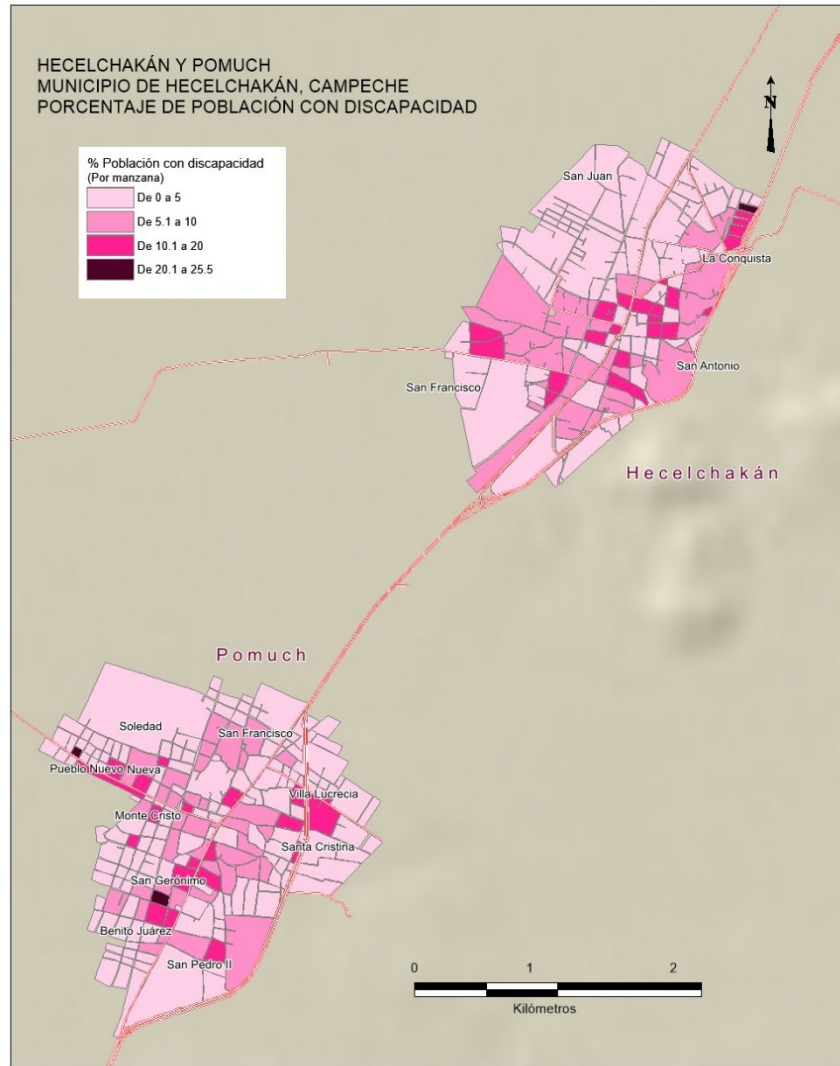 HECELCHAKÁN Y POMUCH
MUNICIPIO DE HECELCHAKÁN, CAMPECHE
PORCENTAJE DE POBLACIÓN CON DISCAPACIDAD
N
% Población con discapacidad
(Por manzana)
De 0 a 5
De 5.1 a 10
De 10.1 a 20
De 20.1 a 25.5
San Juan
La Conquista
San Antonio
San Francisco
Hecelchakán
Pomuch
Soledad
San Francisco
Pueblo Nuevo Nueva
Villa Lucrecia
Monte Cristo
Santa Cristina
San Gerónimo
Benito Juárez
San Pedro II
0 1 2
Kilómetros